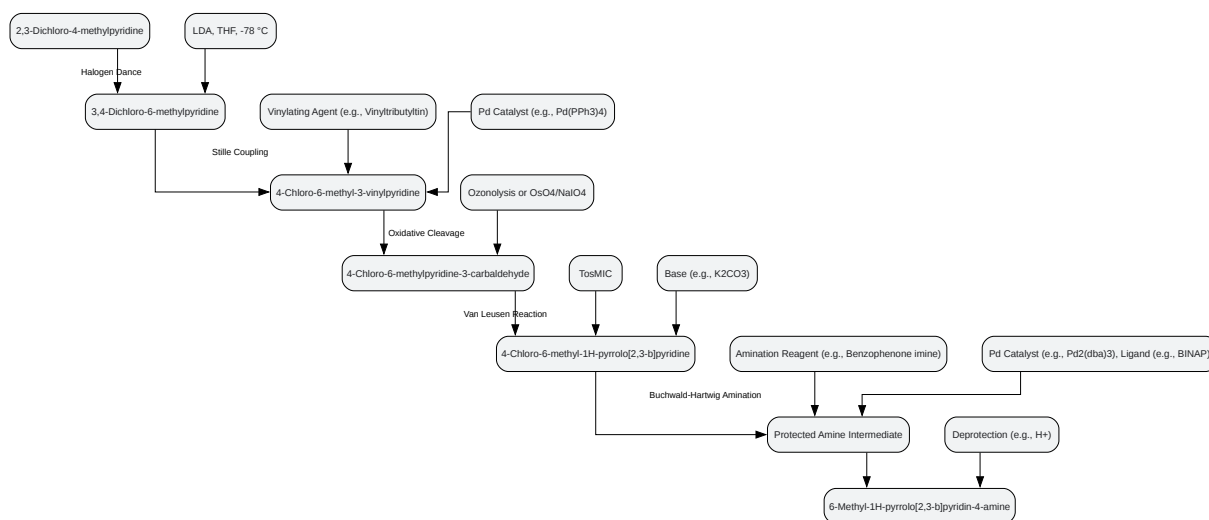 2,3-Dichloro-4-methylpyridine
LDA, THF, -78 °C
Halogen Dance
3,4-Dichloro-6-methylpyridine
Vinylating Agent (e.g., Vinyltributyltin)
Pd Catalyst (e.g., Pd(PPh3)4)
Stille Coupling
4-Chloro-6-methyl-3-vinylpyridine
Ozonolysis or OsO4/NaIO4
Oxidative Cleavage
4-Chloro-6-methylpyridine-3-carbaldehyde
TosMIC
Base (e.g., K2CO3)
Van Leusen Reaction
4-Chloro-6-methyl-1H-pyrrolo[2,3-b]pyridine
Amination Reagent (e.g., Benzophenone imine)
Pd Catalyst (e.g., Pd2(dba)3), Ligand (e.g., BINAP)
Buchwald-Hartwig Amination
Protected Amine Intermediate
Deprotection (e.g., H+)
6-Methyl-1H-pyrrolo[2,3-b]pyridin-4-amine